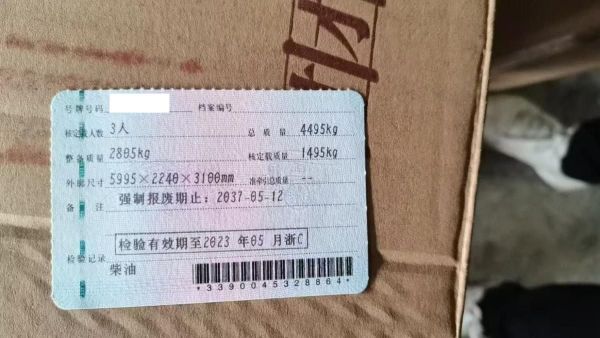 号牌号码 档案编号
核定载人数 3人 总质量 4495kg
整备质量 2805kg 核定载质量 1495kg
外廓尺寸 5995×2240×3100mm 准牵引总质量 --
备注 强制报废期止：2037-05-12
检验有效期至2023 年05 月浙C
检验记录
柴油
*3390045328864*